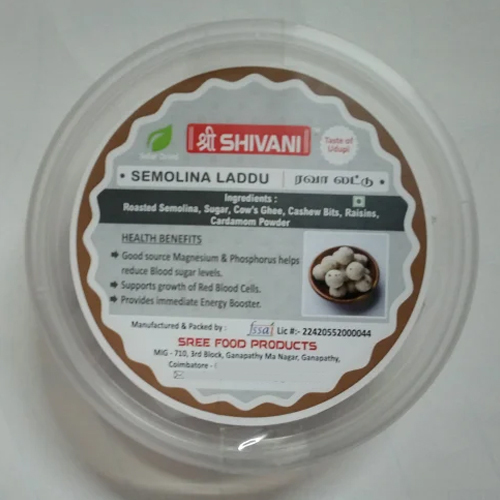 श्री SHIVANI
Taste of
Udupi
• SEMOLINA LADDU | ரவா லட்டு •
Ingredients :
Roasted Semolina, Sugar, Cow's Ghee, Cashew Bits, Raisins,
Cardamom Powder
HEALTH BENEFITS
Good source Magnesium & Phosphorus helps
reduce Blood sugar levels.
Supports growth of Red Blood Cells.
Provides immediate Energy Booster.
Manufactured & Packed by : fssai Lic #:- 22420552000044
SREE FOOD PRODUCTS
MIG - 710, 3rd Block, Ganapathy Ma Nagar, Ganapathy,
Coimbatore -